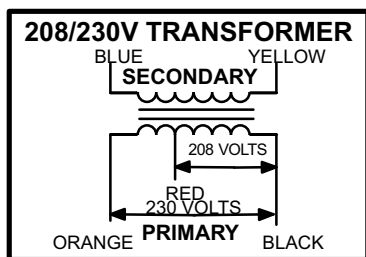 208/230V TRANSFORMER
BLUE YELLOW
SECONDARY
208 VOLTS
RED
230 VOLTS
ORANGE PRIMARY BLACK